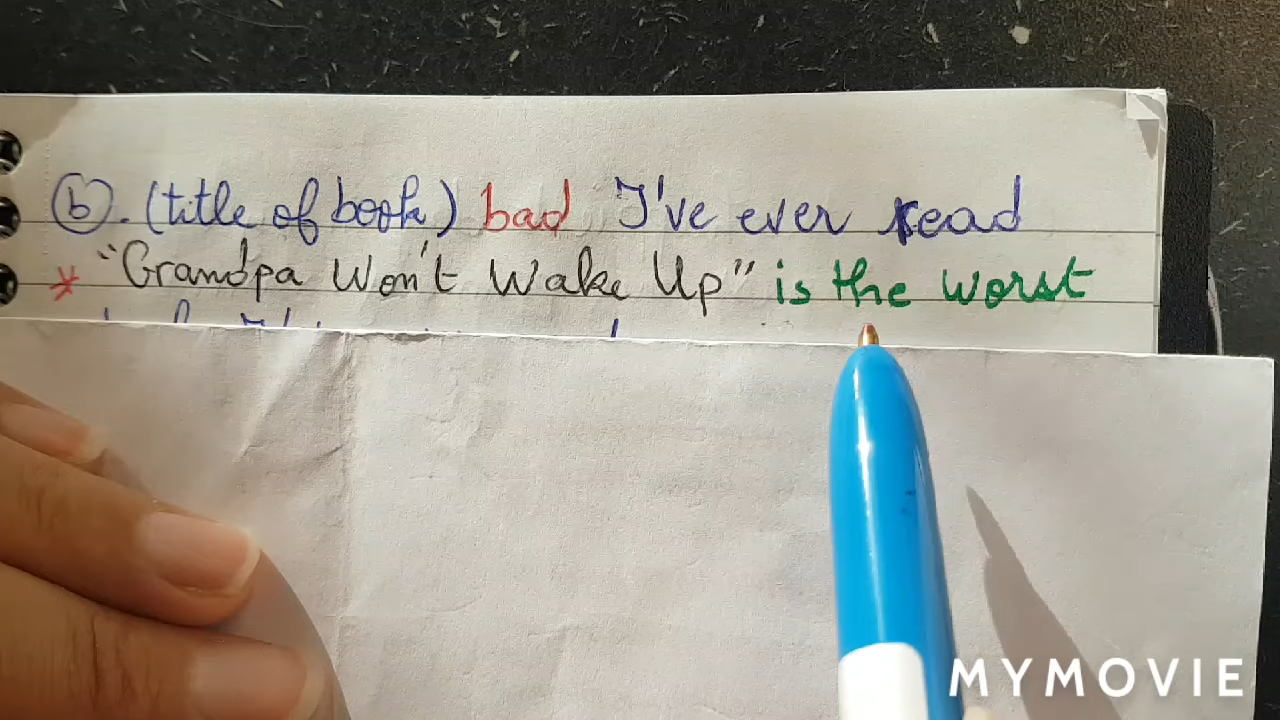 (b). (title of book) bad I've ever read
* "Grandpa Won't Wake Up" is the worst
MYMOVIE